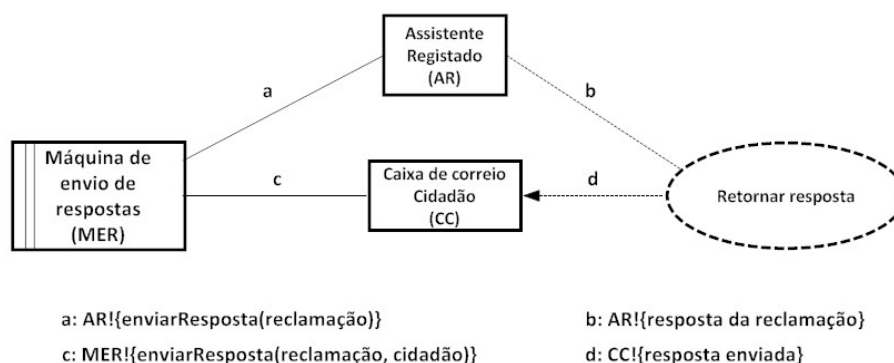 Assistente
Registado
(AR)
a
b
Máquina de
envio de
respostas
(MER)
c
Caixa de correio
Cidadão
(CC)
d
Retornar resposta
a: AR!{enviarResposta(reclamação)}
b: AR!{resposta da reclamação}
c: MER!{enviarResposta(reclamação, cidadão)}
d: CC!{resposta enviada}